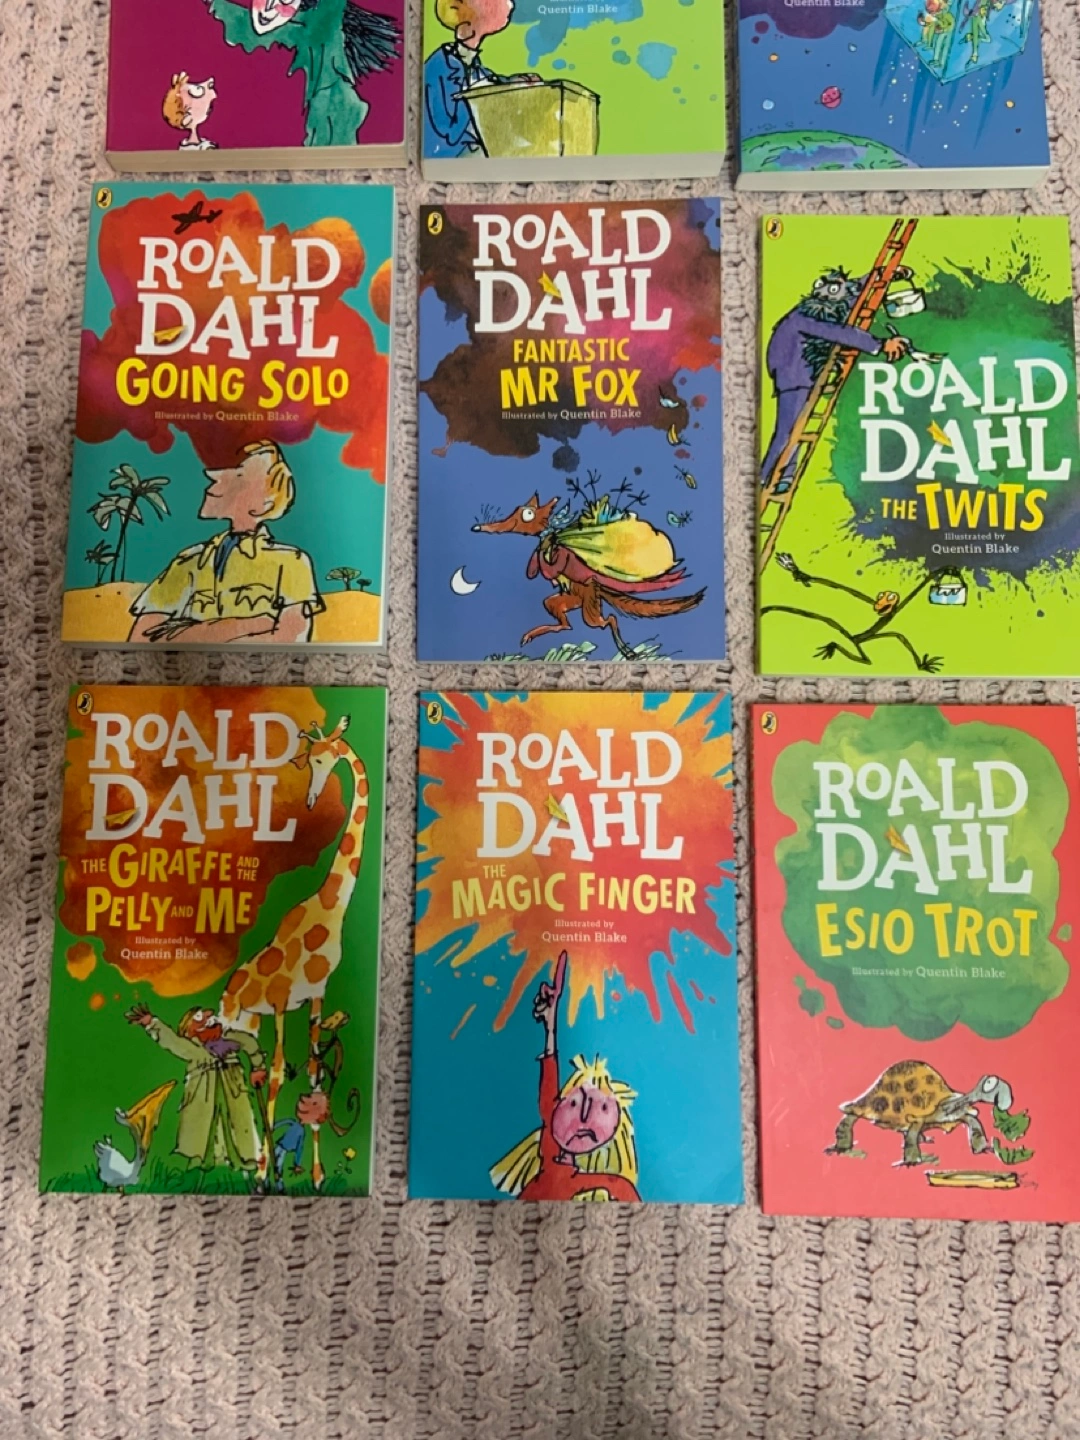 Quentin Blake
Quentin Blake
ROALD
DAHL
GOING SOLO
Illustrated by Quentin Blake
ROALD
DAHL
FANTASTIC
MR FOX
Illustrated by Quentin Blake
ROALD
DAHL
THE TWITS
Illustrated by
Quentin Blake
ROALD
DAHL
THE GIRAFFE AND
THE
PELLY AND ME
Illustrated by
Quentin Blake
ROALD
DAHL
THE
MAGIC FINGER
Illustrated by
Quentin Blake
ROALD
DAHL
ESIO TROT
Illustrated by Quentin Blake